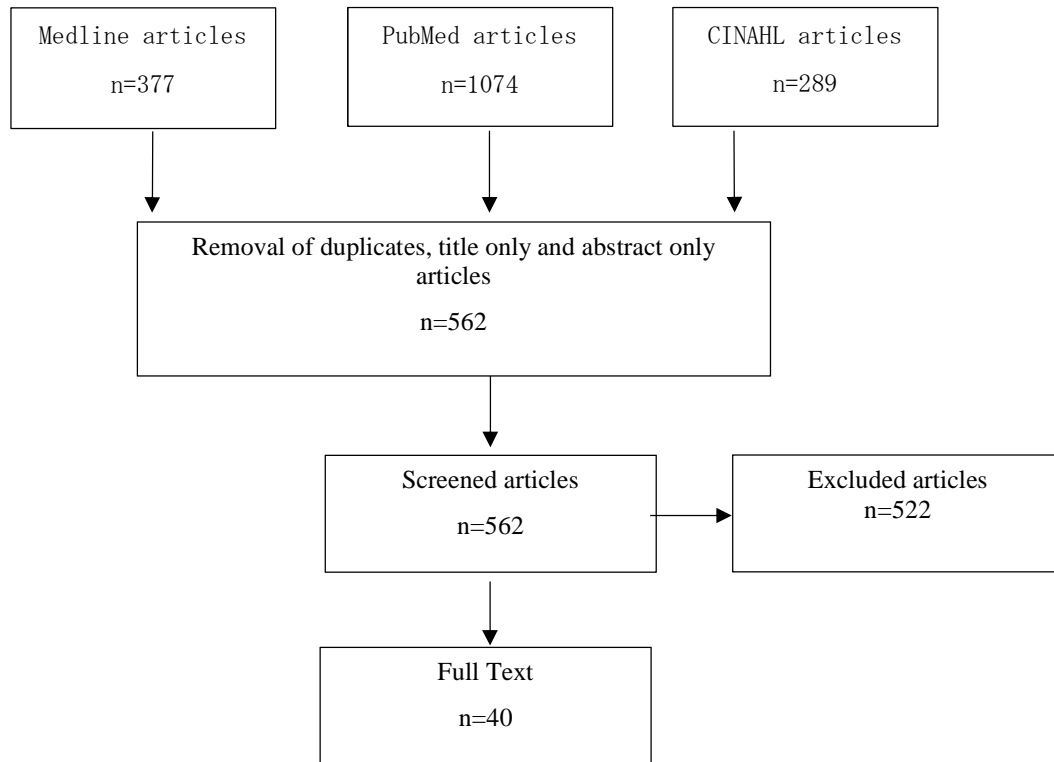 Medline articles
n=377
PubMed articles
n=1074
CINAHL articles
n=289
Removal of duplicates, title only and abstract only
articles
n=562
Screened articles
n=562
Excluded articles
n=522
Full Text
n=40